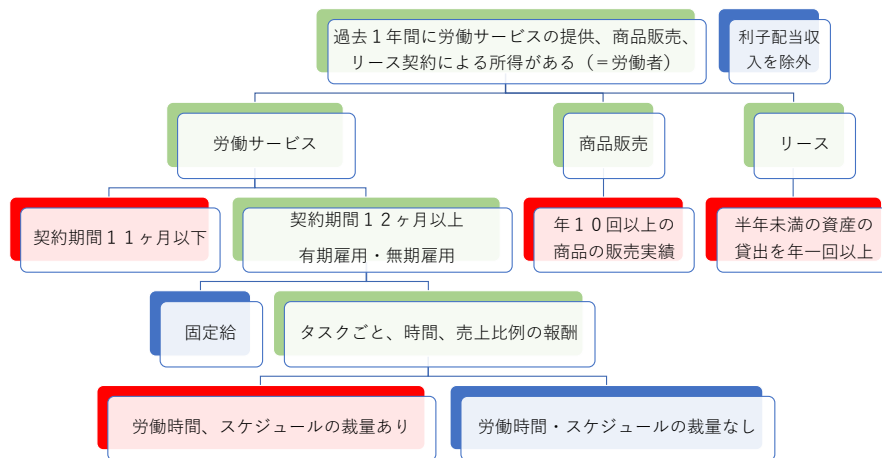 過去１年間に労働サービスの提供、商品販売、
リース契約による所得がある（＝労働者）
利子配当収
入を除外
労働サービス
商品販売
リース
契約期間１１ヶ月以下
契約期間１２ヶ月以上
有期雇用・無期雇用
年１０回以上の
商品の販売実績
半年未満の資産の
貸出を年一回以上
固定給
タスクごと、時間、売上比例の報酬
労働時間、スケジュールの裁量あり
労働時間・スケジュールの裁量なし